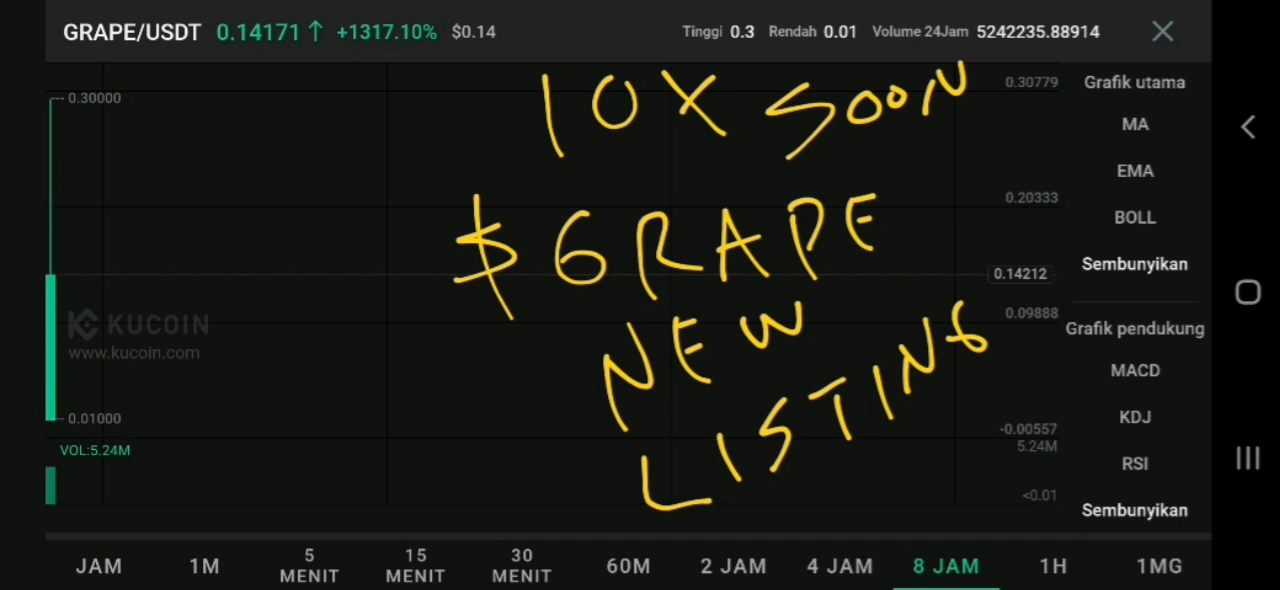 GRAPE/USDT 0.14171 ↑ +1317.10% $0.14 Tinggi 0.3 Rendah 0.01 Volume 24Jam 5242235.88914
10X SOON
$GRAPE
NEW
LISTING
0.30000
0.01000
VOL:5.24M
KUCOIN
www.kucoin.com
0.30779
0.20333
0.14212
0.09888
-0.00557
5.24M
<0.01
Grafik utama
MA
EMA
BOLL
Sembunyikan
Grafik pendukung
MACD
KDJ
RSI
Sembunyikan
JAM 1M 5 MENIT 15 MENIT 30 MENIT 60M 2 JAM 4 JAM 8 JAM 1H 1MG